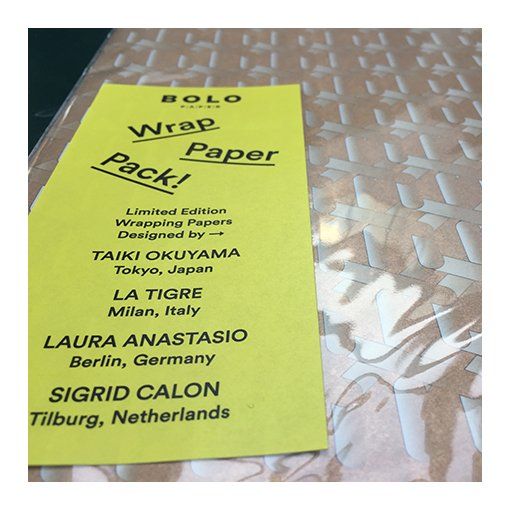 BOLO
PAPER
Wrap
Paper
Pack!
Limited Edition
Wrapping Papers
Designed by →
TAIKI OKUYAMA
Tokyo, Japan
LA TIGRE
Milan, Italy
LAURA ANASTASIO
Berlin, Germany
SIGRID CALON
Tilburg, Netherlands